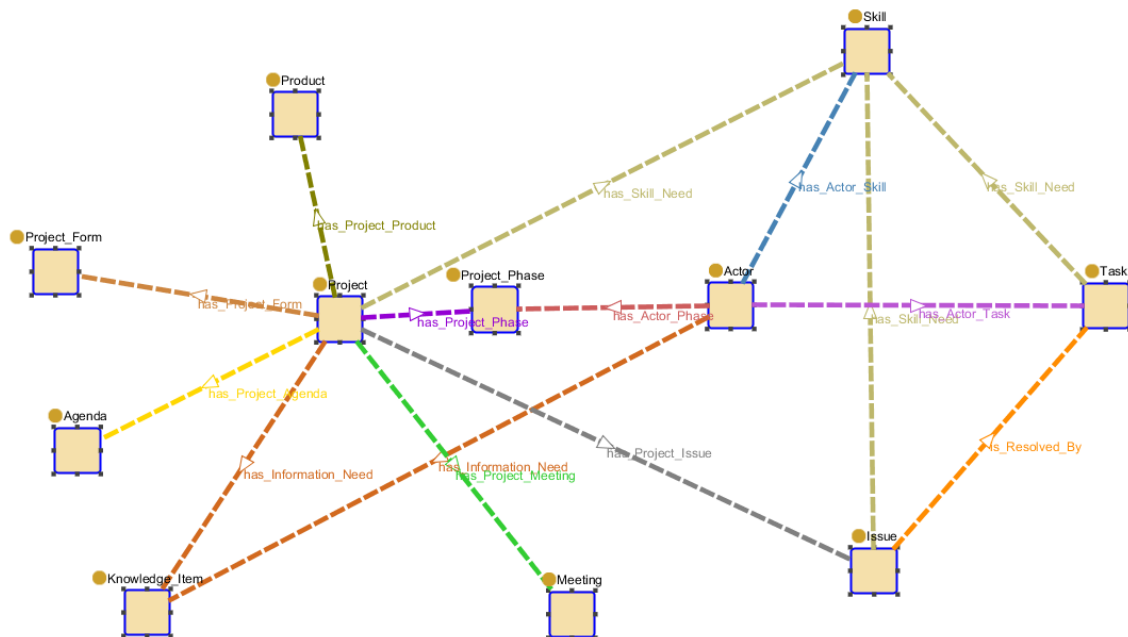 Skill
Product
has_Actor_Skill
has_Skill_Need
has_Skill_Need
has_Project_Product
Project_Form
Project_Phase
Actor
Task
Project
has_Project_Form
has_Project_Phase
has_Actor_Phase
has_Skill_Need
has_Actor_Task
has_Project_Agenda
Agenda
has_Information_Need
has_Information_Need
has_Project_Meeting
has_Project_Issue
Is_Resolved_By
Issue
Knowledge_Item
Meeting